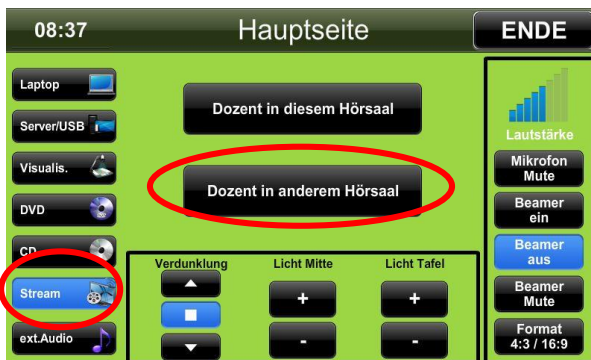 08:37
Hauptseite
ENDE
Laptop
Server/USB
Visualis.
DVD
CD
Stream
ext.Audio
Dozent in diesem Hörsaal
Dozent in anderem Hörsaal
Verdunklung
Licht Mitte
Licht Tafel
+
+
-
-
Lautstärke
Mikrofon
Mute
Beamer
ein
Beamer
aus
Beamer
Mute
Format
4:3 / 16:9